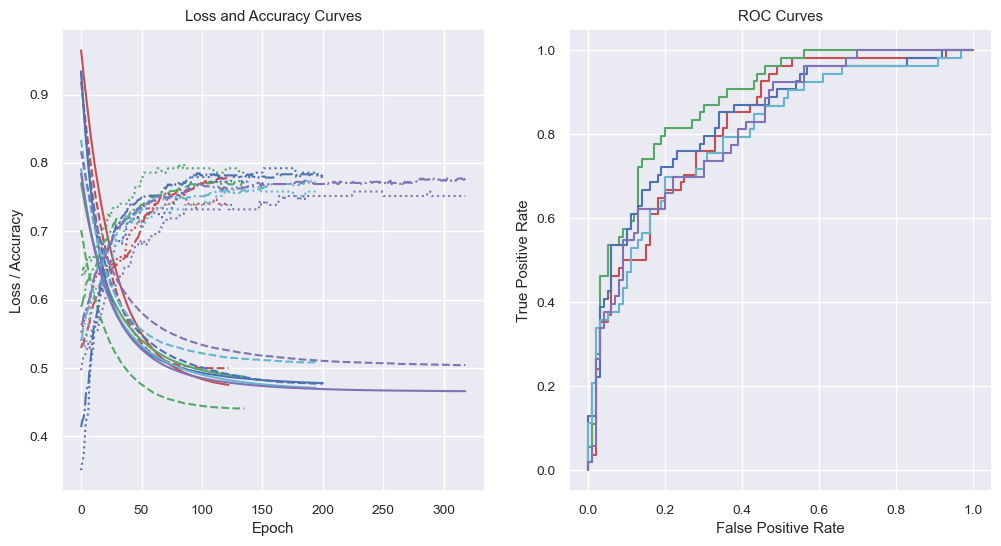 Loss and Accuracy Curves
0.9
0.8
0.7
0.6
0.5
0.4
Loss / Accuracy
0 50 100 150 200 250 300
Epoch
ROC Curves
1.0
0.8
0.6
0.4
0.2
0.0
True Positive Rate
0.0 0.2 0.4 0.6 0.8 1.0
False Positive Rate